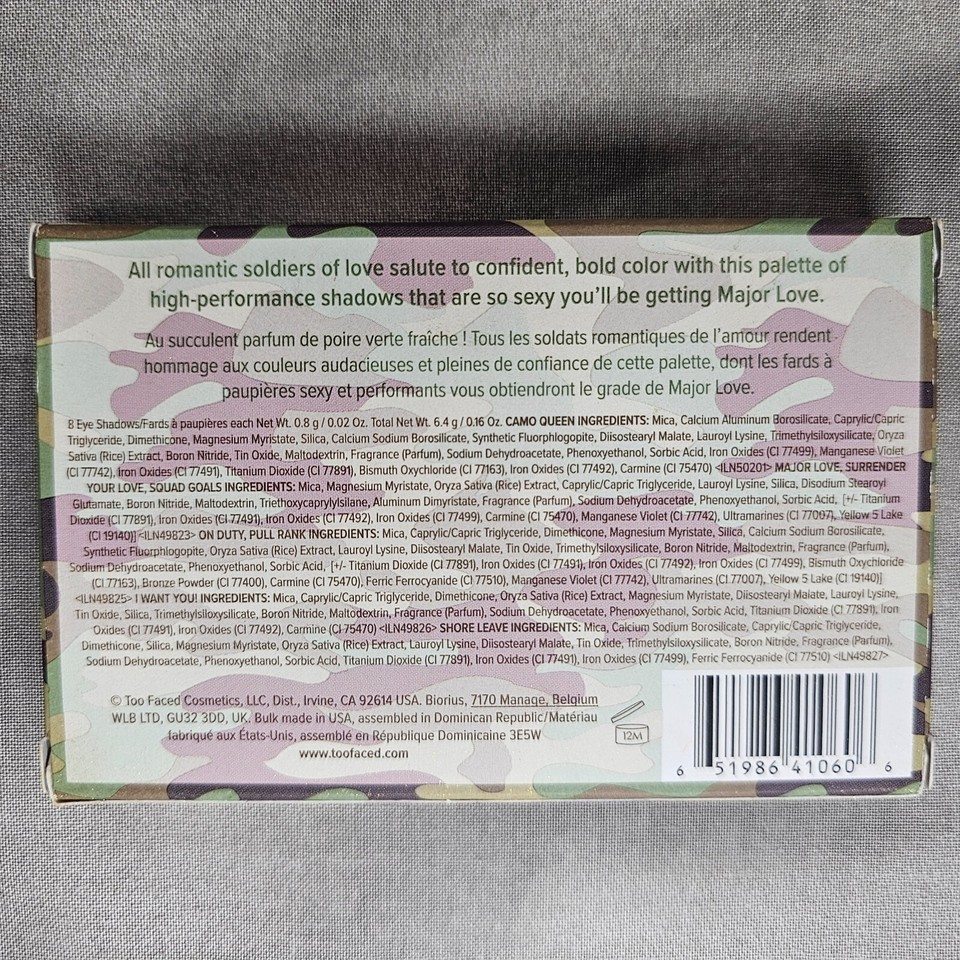 All romantic soldiers of love salute to confident, bold color with this palette of
high-performance shadows that are so sexy you'll be getting Major Love.
Au succulent parfum de poire verte fraîche ! Tous les soldats romantiques de l'amour rendent
hommage aux couleurs audacieuses et pleines de confiance de cette palette, dont les fards à
paupières sexy et performants vous obtiendront le grade de Major Love.
8 Eye Shadows/Fards à paupières each Net Wt. 0.8 g / 0.02 Oz. Total Net Wt. 6.4 g / 0.16 Oz. CAMO QUEEN INGREDIENTS: Mica, Calcium Aluminum Borosilicate, Caprylic/Capric
Triglyceride, Dimethicone, Magnesium Myristate, Silica, Calcium Sodium Borosilicate, Synthetic Fluorphlogopite, Diisostearyl Malate, Lauroyl Lysine, Trimethylsiloxysilicate, Oryza
Sativa (Rice) Extract, Boron Nitride, Tin Oxide, Maltodextrin, Fragrance (Parfum), Sodium Dehydroacetate, Phenoxyethanol, Sorbic Acid, Iron Oxides (CI 77499), Manganese Violet
(CI 77742), Iron Oxides (CI 77491), Titanium Dioxide (CI 77891), Bismuth Oxychloride (CI 77163), Iron Oxides (CI 77492), Carmine (CI 75470) <ILN50201> MAJOR LOVE, SURRENDER
YOUR LOVE, SQUAD GOALS INGREDIENTS: Mica, Magnesium Myristate, Oryza Sativa (Rice) Extract, Caprylic/Capric Triglyceride, Lauroyl Lysine, Silica, Disodium Stearoyl
Glutamate, Boron Nitride, Maltodextrin, Triethoxycaprylylsilane, Aluminum Dimyristate, Fragrance (Parfum), Sodium Dehydroacetate, Phenoxyethanol, Sorbic Acid, [+/- Titanium
Dioxide (CI 77891), Iron Oxides (CI 77491), Iron Oxides (CI 77492), Iron Oxides (CI 77499), Carmine (CI 75470), Manganese Violet (CI 77742), Ultramarines (CI 77007), Yellow 5 Lake
(CI 19140)] <ILN49823> ON DUTY, PULL RANK INGREDIENTS: Mica, Caprylic/Capric Triglyceride, Dimethicone, Magnesium Myristate, Silica, Calcium Sodium Borosilicate,
Synthetic Fluorphlogopite, Oryza Sativa (Rice) Extract, Lauroyl Lysine, Diisostearyl Malate, Tin Oxide, Trimethylsiloxysilicate, Boron Nitride, Maltodextrin, Fragrance (Parfum),
Sodium Dehydroacetate, Phenoxyethanol, Sorbic Acid, [+/- Titanium Dioxide (CI 77891), Iron Oxides (CI 77491), Iron Oxides (CI 77492), Iron Oxides (CI 77499), Bismuth Oxychloride
(CI 77163), Bronze Powder (CI 77400), Carmine (CI 75470), Ferric Ferrocyanide (CI 77510), Manganese Violet (CI 77742), Ultramarines (CI 77007), Yellow 5 Lake (CI 19140)]
<ILN49825> I WANT YOU! INGREDIENTS: Mica, Caprylic/Capric Triglyceride, Dimethicone, Oryza Sativa (Rice) Extract, Magnesium Myristate, Diisostearyl Malate, Lauroyl Lysine,
Tin Oxide, Silica, Trimethylsiloxysilicate, Boron Nitride, Maltodextrin, Fragrance (Parfum), Sodium Dehydroacetate, Phenoxyethanol, Sorbic Acid, Titanium Dioxide (CI 77891), Iron
Oxides (CI 77491), Iron Oxides (CI 77492), Carmine (CI 75470) <ILN49826> SHORE LEAVE INGREDIENTS: Mica, Calcium Sodium Borosilicate, Caprylic/Capric Triglyceride,
Dimethicone, Silica, Magnesium Myristate, Oryza Sativa (Rice) Extract, Lauroyl Lysine, Diisostearyl Malate, Tin Oxide, Trimethylsiloxysilicate, Boron Nitride, Fragrance (Parfum),
Sodium Dehydroacetate, Phenoxyethanol, Sorbic Acid, Titanium Dioxide (CI 77891), Iron Oxides (CI 77491), Iron Oxides (CI 77499), Ferric Ferrocyanide (CI 77510) <ILN49827>
© Too Faced Cosmetics, LLC, Dist., Irvine, CA 92614 USA. Biorius, 7170 Manage, Belgium
WLB LTD, GU32 3DD, UK. Bulk made in USA, assembled in Dominican Republic/Matériau
fabriqué aux États-Unis, assemblé en République Dominicaine 3E5W
www.toofaced.com
12M
6 51986 41060 6